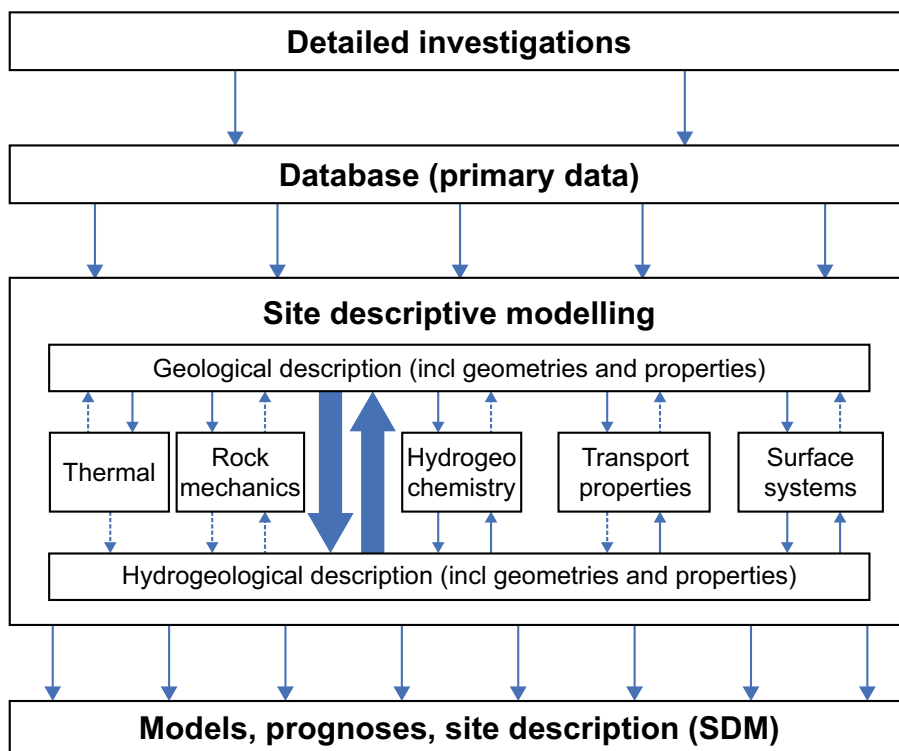 Detailed investigations
Database (primary data)
Site descriptive modelling
Geological description (incl geometries and properties)
Thermal
Rock
mechanics
Hydrogeo
chemistry
Transport
properties
Surface
systems
Hydrogeological description (incl geometries and properties)
Models, prognoses, site description (SDM)